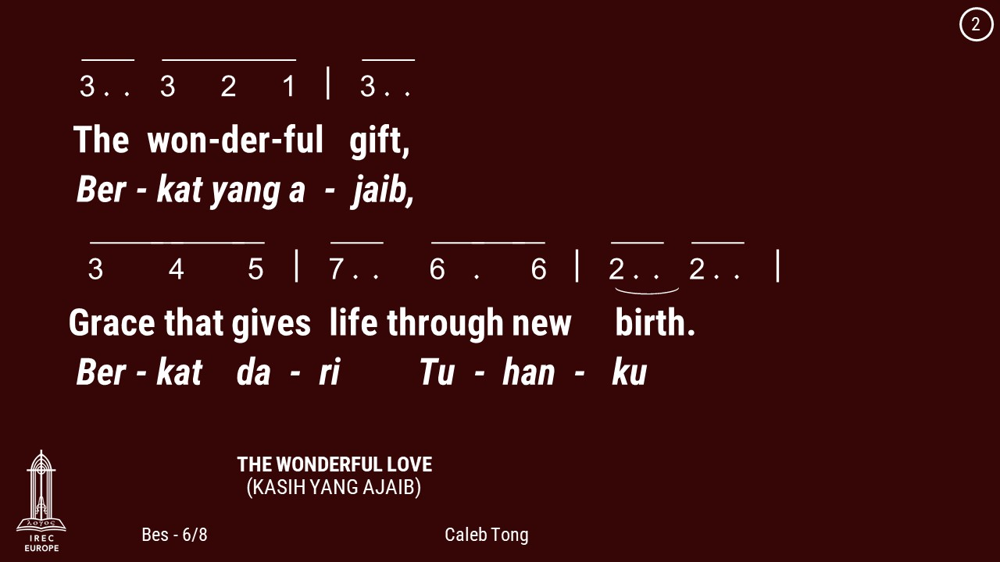 2
3 . . 3 2 1 | 3 . .
The won-der-ful gift,
Ber - kat yang a - jaib,
3 4 5 | 7 . . 6 . 6 | 2 . . 2 . . |
Grace that gives life through new birth.
Ber - kat da - ri Tu - han - ku
THE WONDERFUL LOVE
(KASIH YANG AJAIB)
λογος
IREC
EUROPE
Bes - 6/8
Caleb Tong